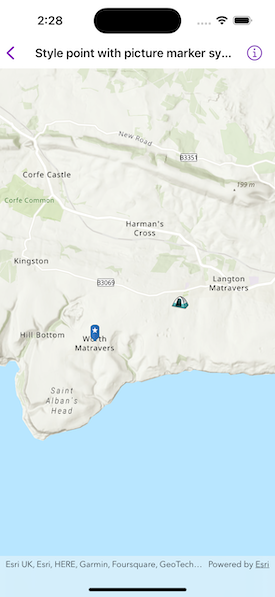 2:28
Style point with picture marker sy...
New Road
B3351
199 m
Corfe Castle
Corfe Common
Harman's
Cross
Kingston
B3069
Langton
Matravers
Hill Bottom
Worth
Matravers
Saint
Alban's
Head
Esri UK, Esri, HERE, Garmin, Foursquare, GeoTech... Powered by Esri